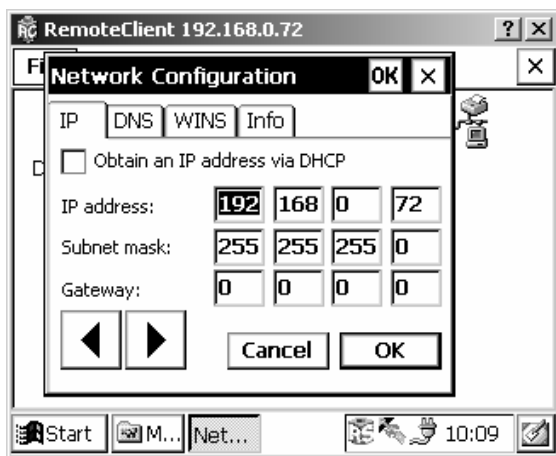 RemoteClient 192.168.0.72 ? ×
Fi
Network Configuration OK ×
IP DNS WINS Info
Obtain an IP address via DHCP
IP address: 192 168 0 72
Subnet mask: 255 255 255 0
Gateway: 0 0 0 0
Cancel OK
Start M... Net... 10:09